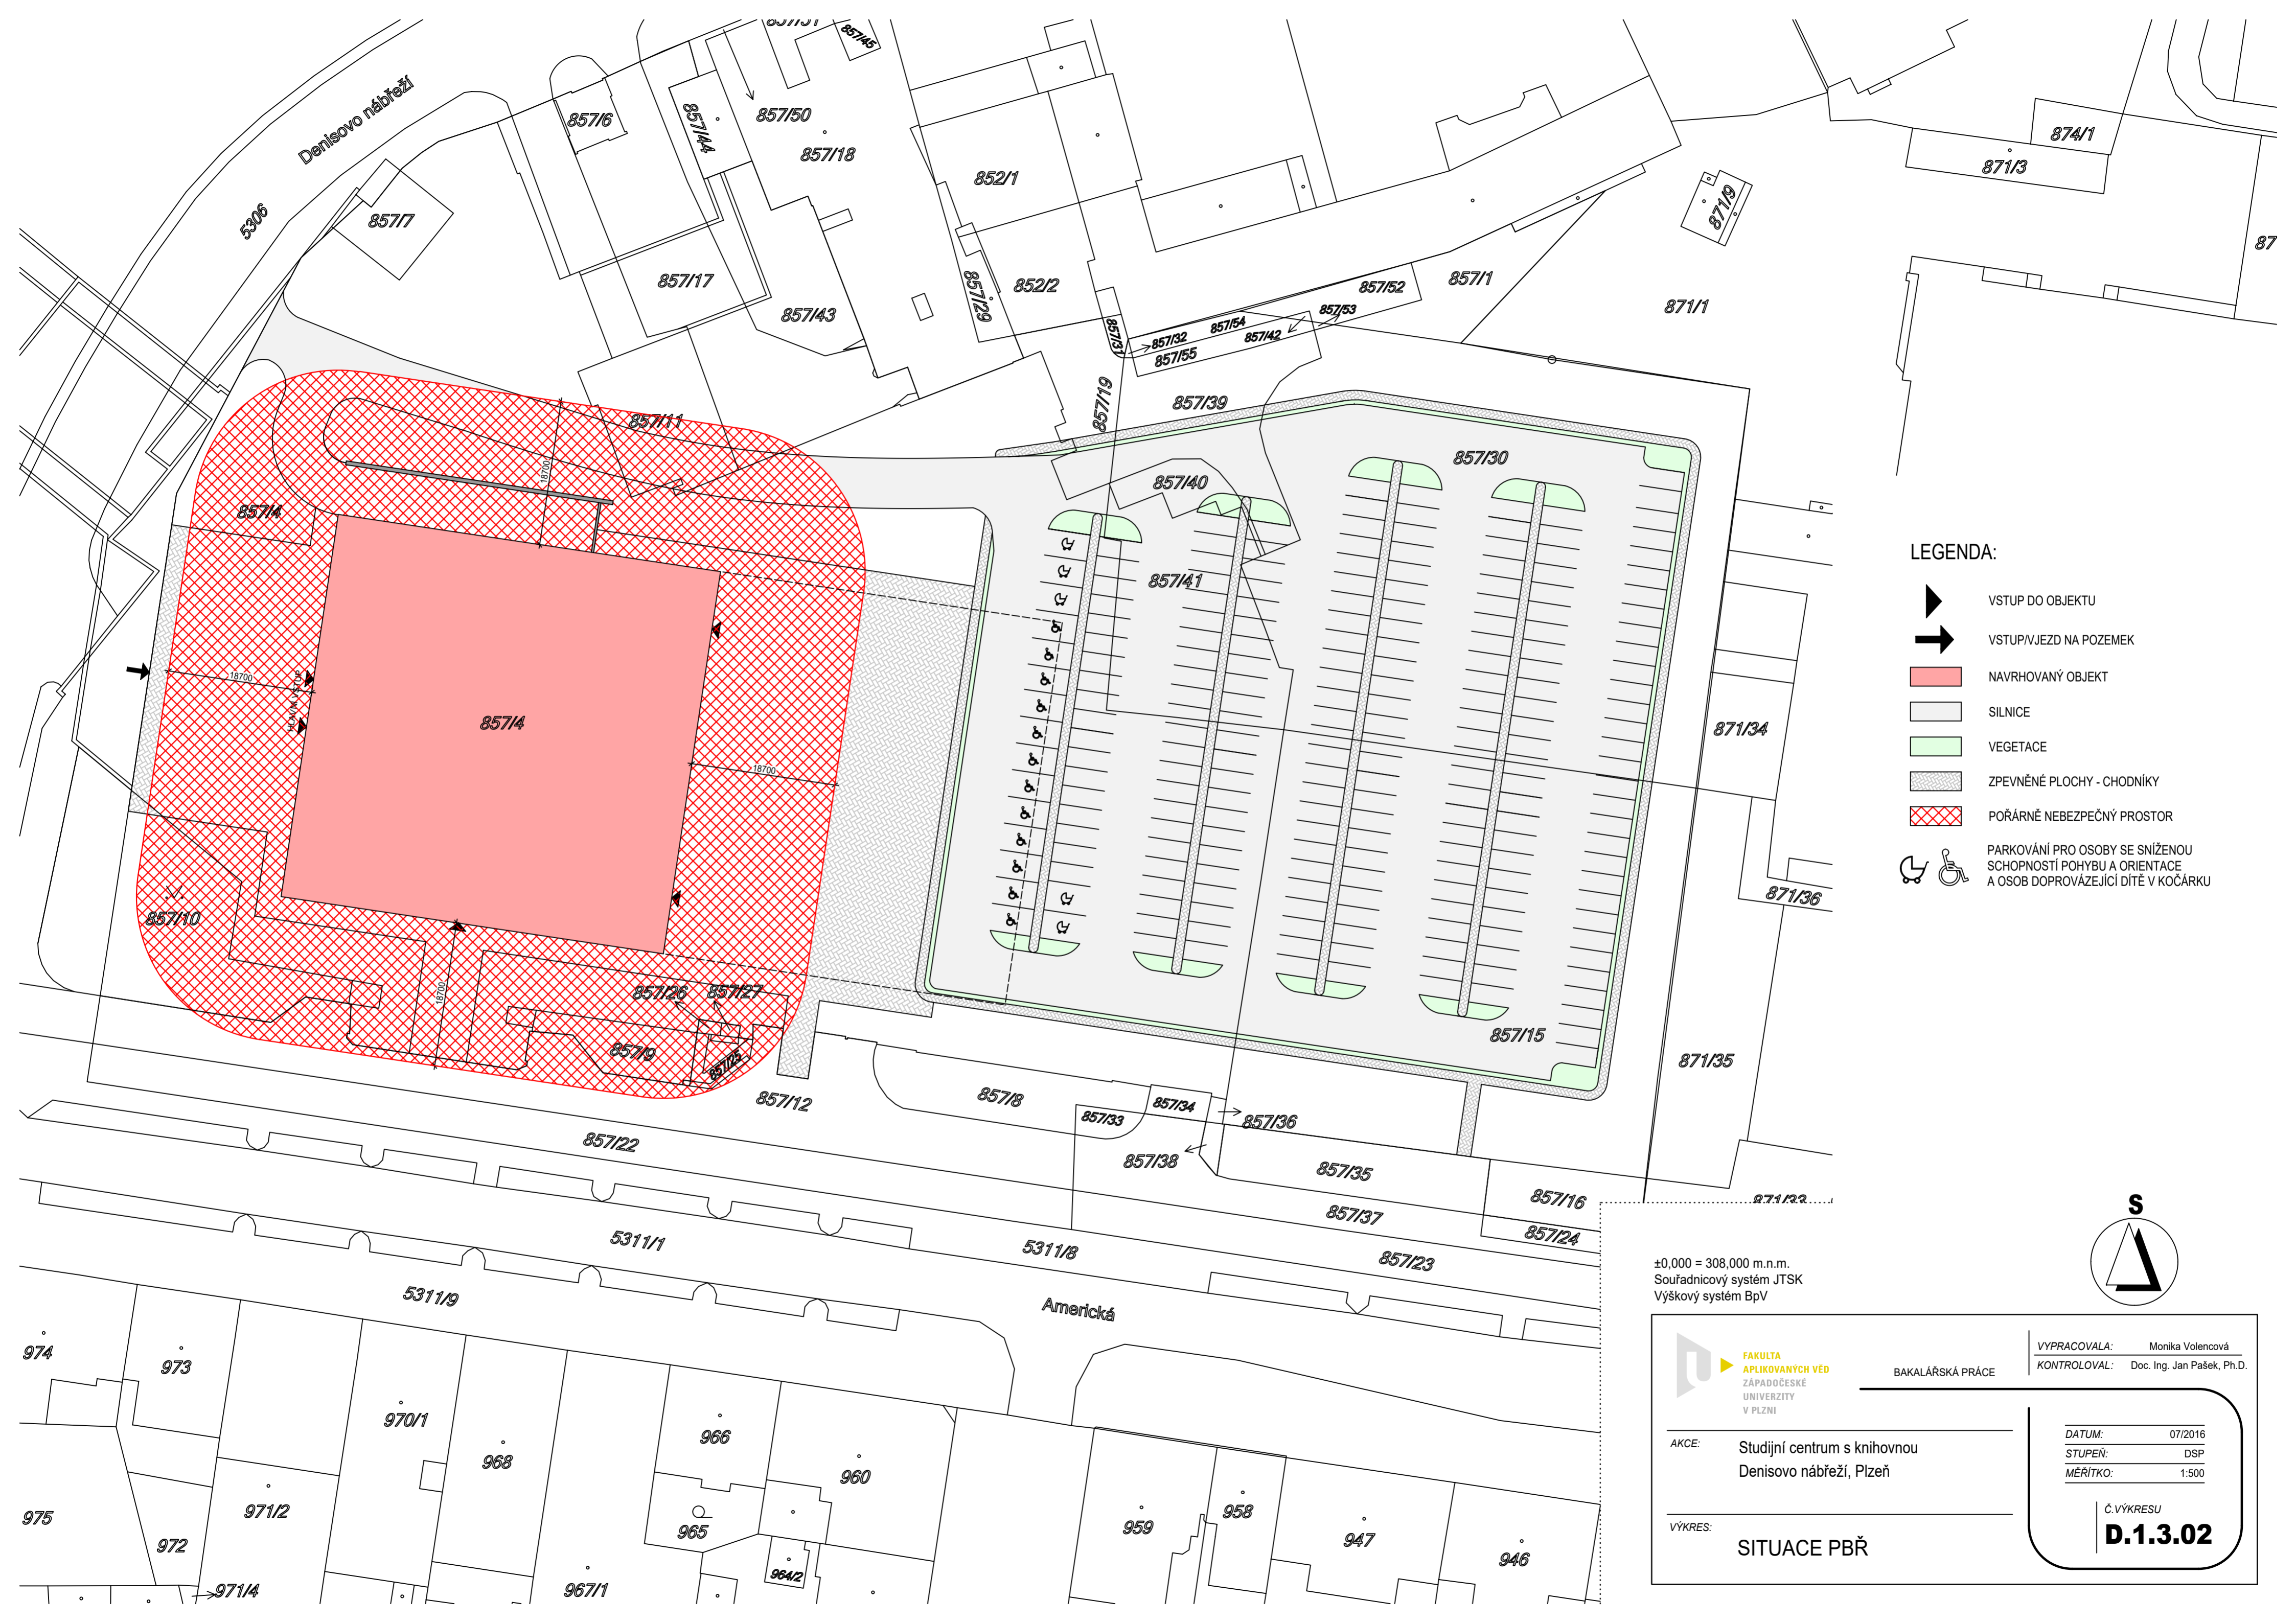 857/51
857/45
Denisovo nábřeží
857/6
857/44
857/50
857/18
874/1
871/3
852/1
871/9
5306
857/7
87
857/17
857/29
852/2
857/1
857/52
871/1
857/43
857/53
857/54
857/31
857/32
857/42
857/55
857/19
857/39
857/11
857/30
18700
857/40
857/4
857/41
LEGENDA:
VSTUP DO OBJEKTU
VSTUP/VJEZD NA POZEMEK
NAVRHOVANÝ OBJEKT
SILNICE
VEGETACE
ZPEVNĚNÉ PLOCHY - CHODNÍKY
POŘÁRNĚ NEBEZPEČNÝ PROSTOR
PARKOVÁNÍ PRO OSOBY SE SNÍŽENOU
SCHOPNOSTÍ POHYBU A ORIENTACE
A OSOB DOPROVÁZEJÍCÍ DÍTĚ V KOČÁRKU
18700
HLAVNÍ VSTUP
857/4
871/34
18700
871/36
857/10
18700
857/26
857/27
857/9
857/25
857/15
871/35
857/12
857/8
857/33
857/34
857/36
857/22
857/38
857/35
857/16
871/33
857/37
857/24
5311/1
5311/8
857/23
5311/9
Americká
S
±0,000 = 308,000 m.n.m.
Souřadnicový systém JTSK
Výškový systém BpV
974
973
970/1
968
966
960
975
972
971/2
965
964/2
959
958
947
946
971/4
967/1
FAKULTA
APLIKOVANÝCH VĚD
ZÁPADOČESKÉ
UNIVERZITY
V PLZNI
BAKALÁŘSKÁ PRÁCE
VYPRACOVALA: Monika Volencová
KONTROLOVAL: Doc. Ing. Jan Pašek, Ph.D.
AKCE: Studijní centrum s knihovnou
Denisovo nábřeží, Plzeň
DATUM: 07/2016
STUPEŇ: DSP
MĚŘÍTKO: 1:500
VÝKRES: SITUACE PBŘ
Č.VÝKRESU
D.1.3.02